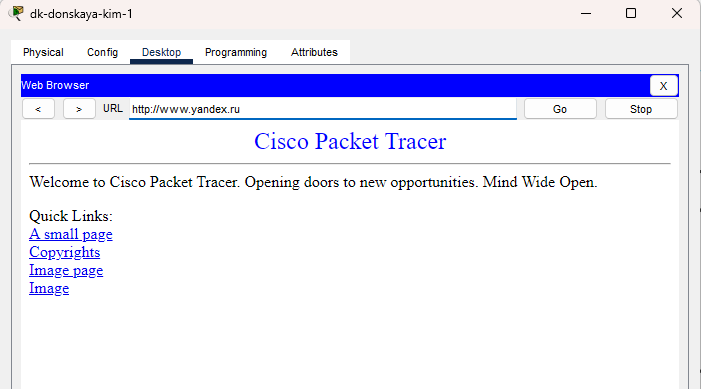 dk-donskaya-kim-1
Physical Config Desktop Programming Attributes
Web Browser X
< > URL http://www.yandex.ru Go Stop
Cisco Packet Tracer
Welcome to Cisco Packet Tracer. Opening doors to new opportunities. Mind Wide Open.
Quick Links:
A small page
Copyrights
Image page
Image